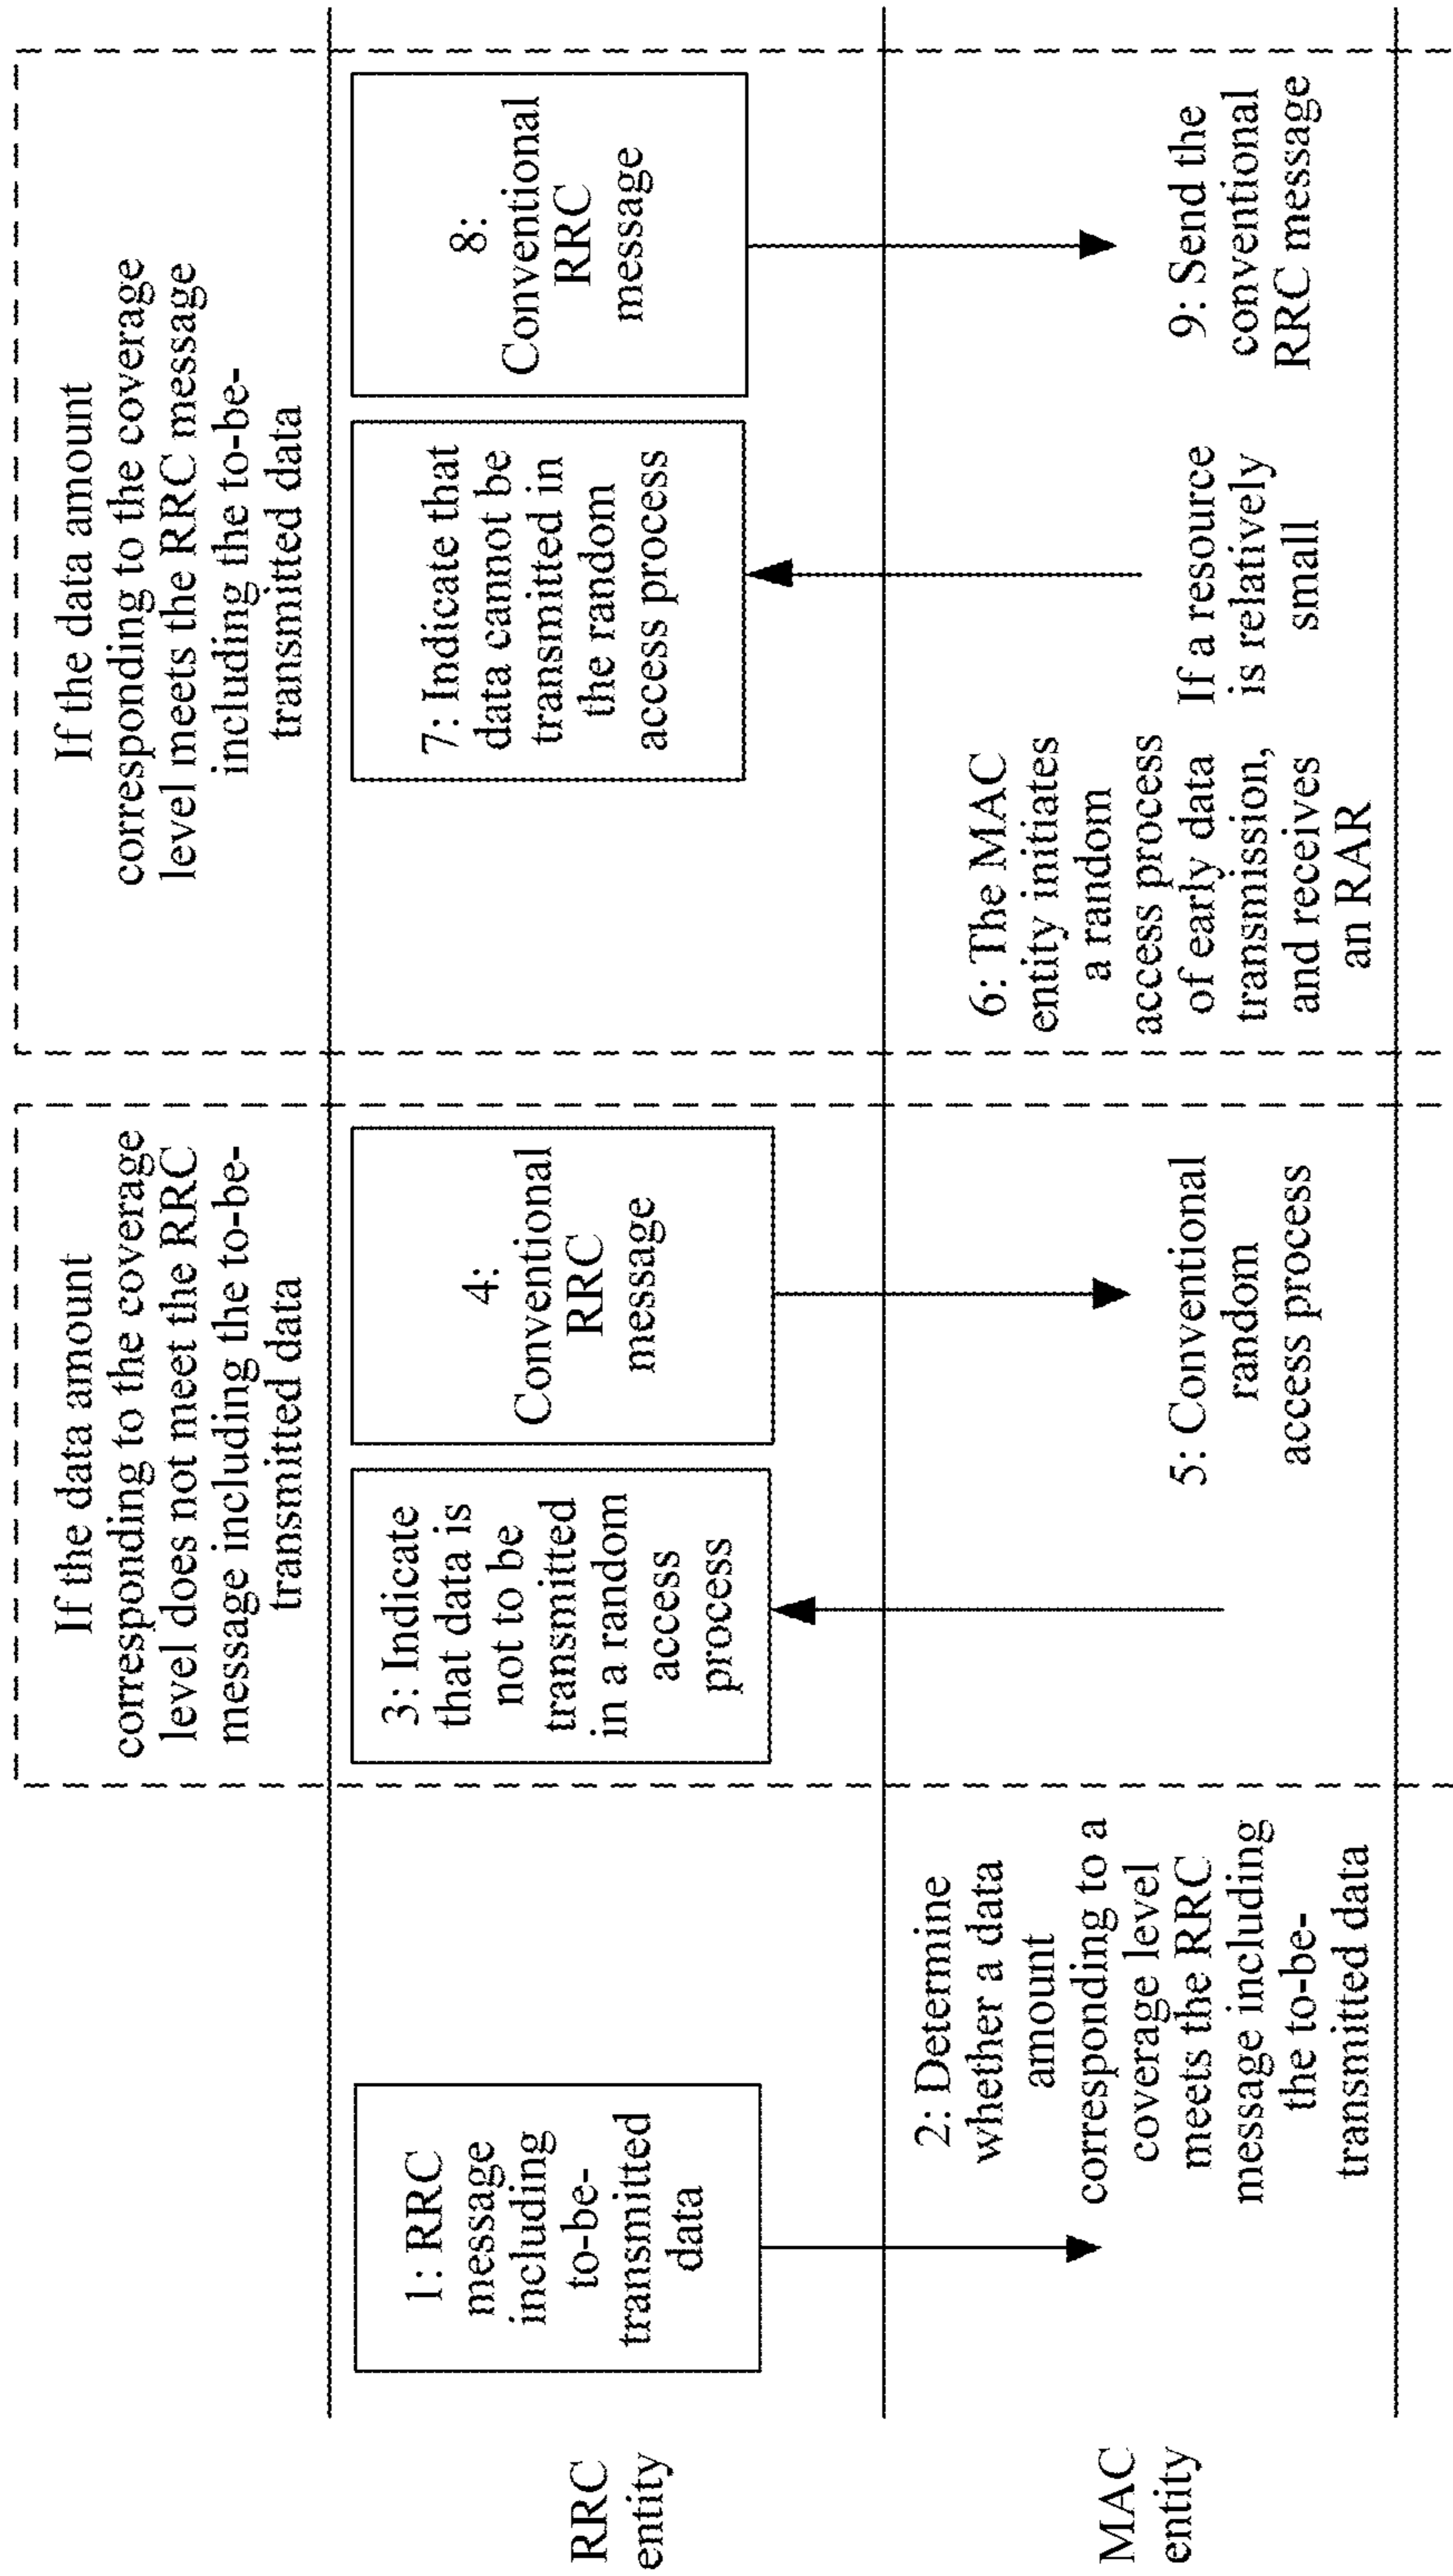 If the data amount
corresponding to the coverage
level does not meet the RRC
message including the to-be-
transmitted data
If the data amount
corresponding to the coverage
level meets the RRC message
including the to-be-
transmitted data
RRC
entity
1: RRC
message
including
to-be-
transmitted
data
3: Indicate
that data is
not to be
transmitted
in a random
access
process
4:
Conventional
RRC
message
7: Indicate that
data cannot be
transmitted in
the random
access process
8:
Conventional
RRC
message
MAC
entity
2: Determine
whether a data
amount
corresponding to a
coverage level
meets the RRC
message including
the to-be-
transmitted data
5: Conventional
random
access process
6: The MAC
entity initiates
a random
access process
of early data
transmission,
and receives
an RAR
If a resource
is relatively
small
9: Send the
conventional
RRC message